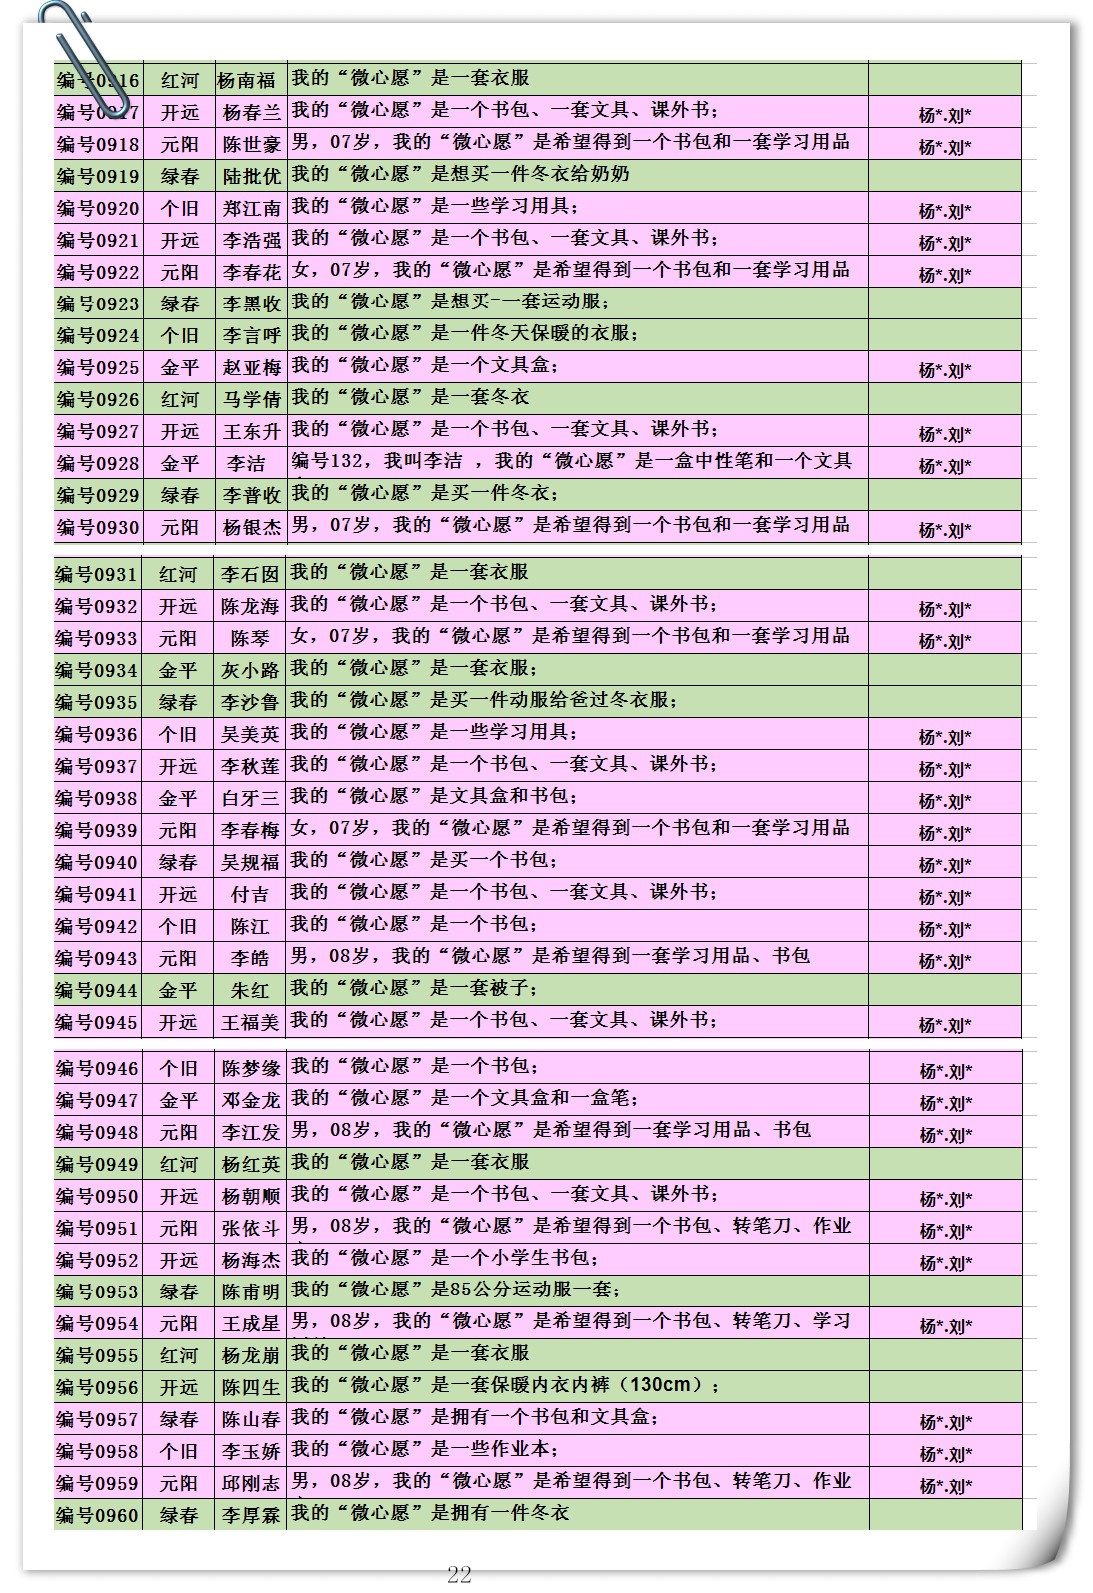 编号0916 红河 杨南福 我的“微心愿”是一套衣服
编号0917 开远 杨春兰 我的“微心愿”是一个书包、一套文具、课外书； 杨*.刘*
编号0918 元阳 陈世豪 男，07岁，我的“微心愿”是希望得到一个书包和一套学习用品 杨*.刘*
编号0919 绿春 陆批优 我的“微心愿”是想买一件冬衣给奶奶
编号0920 个旧 郑江南 我的“微心愿”是一些学习用具； 杨*.刘*
编号0921 开远 李浩强 我的“微心愿”是一个书包、一套文具、课外书； 杨*.刘*
编号0922 元阳 李春花 女，07岁，我的“微心愿”是希望得到一个书包和一套学习用品 杨*.刘*
编号0923 绿春 李黑收 我的“微心愿”是想买-一套运动服；
编号0924 个旧 李言呼 我的“微心愿”是一件冬天保暖的衣服；
编号0925 金平 赵亚梅 我的“微心愿”是一个文具盒； 杨*.刘*
编号0926 红河 马学倩 我的“微心愿”是一套冬衣
编号0927 开远 王东升 我的“微心愿”是一个书包、一套文具、课外书； 杨*.刘*
编号0928 金平 李洁 编号132，我叫李洁 ，我的“微心愿”是一盒中性笔和一个文具 杨*.刘*
编号0929 绿春 李普收 我的“微心愿”是买一件冬衣；
编号0930 元阳 杨银杰 男，07岁，我的“微心愿”是希望得到一个书包和一套学习用品 杨*.刘*
编号0931 红河 李石囡 我的“微心愿”是一套衣服
编号0932 开远 陈龙海 我的“微心愿”是一个书包、一套文具、课外书； 杨*.刘*
编号0933 元阳 陈琴 女，07岁，我的“微心愿”是希望得到一个书包和一套学习用品 杨*.刘*
编号0934 金平 灰小路 我的“微心愿”是一套衣服；
编号0935 绿春 李沙鲁 我的“微心愿”是买一件动服给爸过冬衣服；
编号0936 个旧 吴美英 我的“微心愿”是一些学习用具； 杨*.刘*
编号0937 开远 李秋莲 我的“微心愿”是一个书包、一套文具、课外书； 杨*.刘*
编号0938 金平 白牙三 我的“微心愿”是文具盒和书包； 杨*.刘*
编号0939 元阳 李春梅 女，07岁，我的“微心愿”是希望得到一个书包和一套学习用品 杨*.刘*
编号0940 绿春 吴规福 我的“微心愿”是买一个书包； 杨*.刘*
编号0941 开远 付吉 我的“微心愿”是一个书包、一套文具、课外书； 杨*.刘*
编号0942 个旧 陈江 我的“微心愿”是一个书包； 杨*.刘*
编号0943 元阳 李皓 男，08岁，我的“微心愿”是希望得到一套学习用品、书包 杨*.刘*
编号0944 金平 朱红 我的“微心愿”是一套被子；
编号0945 开远 王福美 我的“微心愿”是一个书包、一套文具、课外书； 杨*.刘*
编号0946 个旧 陈梦缘 我的“微心愿”是一个书包； 杨*.刘*
编号0947 金平 邓金龙 我的“微心愿”是一个文具盒和一盒笔； 杨*.刘*
编号0948 元阳 李江发 男，08岁，我的“微心愿”是希望得到一套学习用品、书包 杨*.刘*
编号0949 红河 杨红英 我的“微心愿”是一套衣服
编号0950 开远 杨朝顺 我的“微心愿”是一个书包、一套文具、课外书； 杨*.刘*
编号0951 元阳 张依斗 男，08岁，我的“微心愿”是希望得到一个书包、转笔刀、作业 杨*.刘*
编号0952 开远 杨海杰 我的“微心愿”是一个小学生书包； 杨*.刘*
编号0953 绿春 陈甫明 我的“微心愿”是85公分运动服一套；
编号0954 元阳 王成星 男，08岁，我的“微心愿”是希望得到一个书包、转笔刀、学习 杨*.刘*
编号0955 红河 杨龙崩 我的“微心愿”是一套衣服
编号0956 开远 陈四生 我的“微心愿”是一套保暖内衣内裤（130cm）；
编号0957 绿春 陈山春 我的“微心愿”是拥有一个书包和文具盒； 杨*.刘*
编号0958 个旧 李玉娇 我的“微心愿”是一些作业本； 杨*.刘*
编号0959 元阳 邱刚志 男，08岁，我的“微心愿”是希望得到一个书包、转笔刀、作业 杨*.刘*
编号0960 绿春 李厚霖 我的“微心愿”是拥有一件冬衣
22